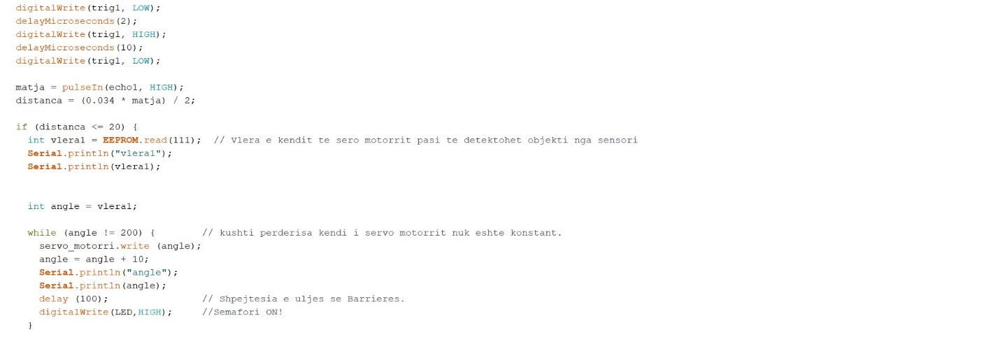 digitalWrite(trig1, LOW);
delayMicroseconds(2);
digitalWrite(trig1, HIGH);
delayMicroseconds(10);
digitalWrite(trig1, LOW);
matja = pulseIn(echo1, HIGH);
distanca = (0.034 * matja) / 2;
if (distanca <= 20) {
int vlera1 = EEPROM.read(111);  // Vlera e kendit te sero motorrit pasi te detektohet objekti nga sensori
Serial.println("vlera1");
Serial.println(vlera1);
int angle = vlera1;
while (angle != 200) {        // kushti perderisa kendi i servo motorrit nuk eshte konstant.
servo_motorri.write (angle);
angle = angle + 10;
Serial.println("angle");
Serial.println(angle);
delay (100);                // Shpejtesia e uljes se Barrieres.
digitalWrite(LED,HIGH);     //Semafori ON!
}